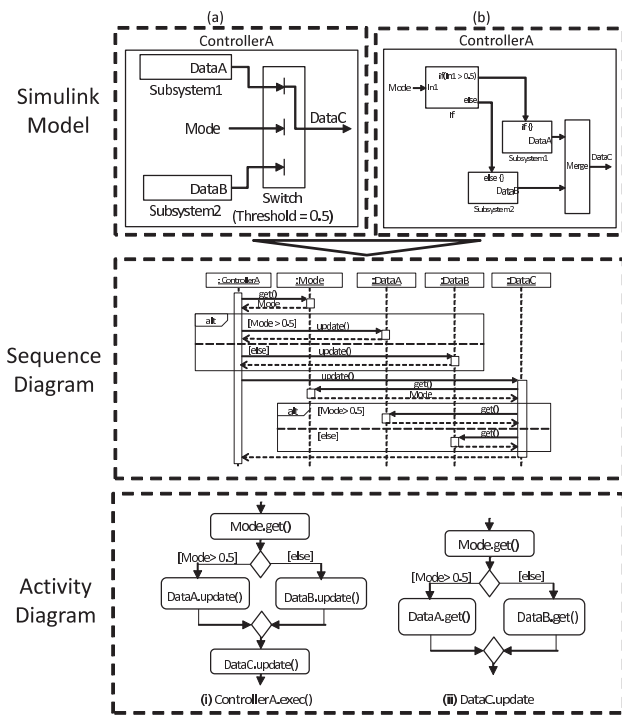 (a)
(b)
Simulink
Model
ControllerA
DataA
Subsystem1
Mode
DataC
DataB
Subsystem2
Switch
(Threshold = 0.5)
ControllerA
Mode
In1
if(In1 > 0.5)
else
If
if {}
DataA
Subsystem1
else {}
DataB
Subsystem2
Merge
DataC
Sequence
Diagram
: ControllerA
:Mode
:DataA
:DataB
:DataC
get()
Mode
alt
[Mode > 0.5]
update()
[else]
update()
update()
get()
Mode
alt
[Mode> 0.5]
get()
[else]
get()
Activity
Diagram
Mode.get()
[Mode> 0.5]
[else]
DataA.update()
DataB.update()
DataC.update()
(i) ControllerA.exec()
Mode.get()
[Mode> 0.5]
[else]
DataA.get()
DataB.get()
(ii) DataC.update